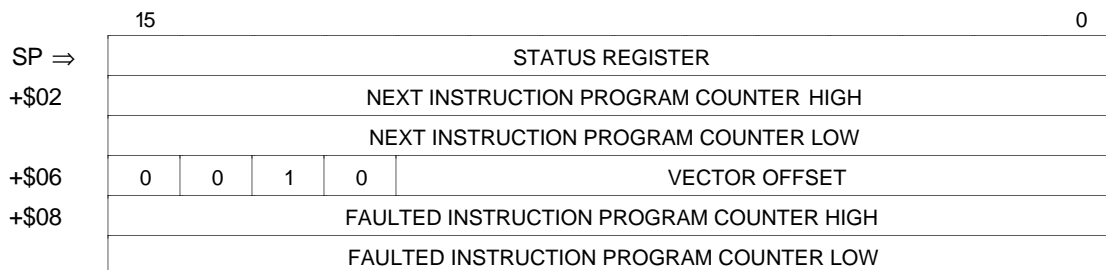 15 0
SP ⇒ STATUS REGISTER
+$02 NEXT INSTRUCTION PROGRAM COUNTER HIGH
NEXT INSTRUCTION PROGRAM COUNTER LOW
+$06 0 0 1 0 VECTOR OFFSET
+$08 FAULTED INSTRUCTION PROGRAM COUNTER HIGH
FAULTED INSTRUCTION PROGRAM COUNTER LOW